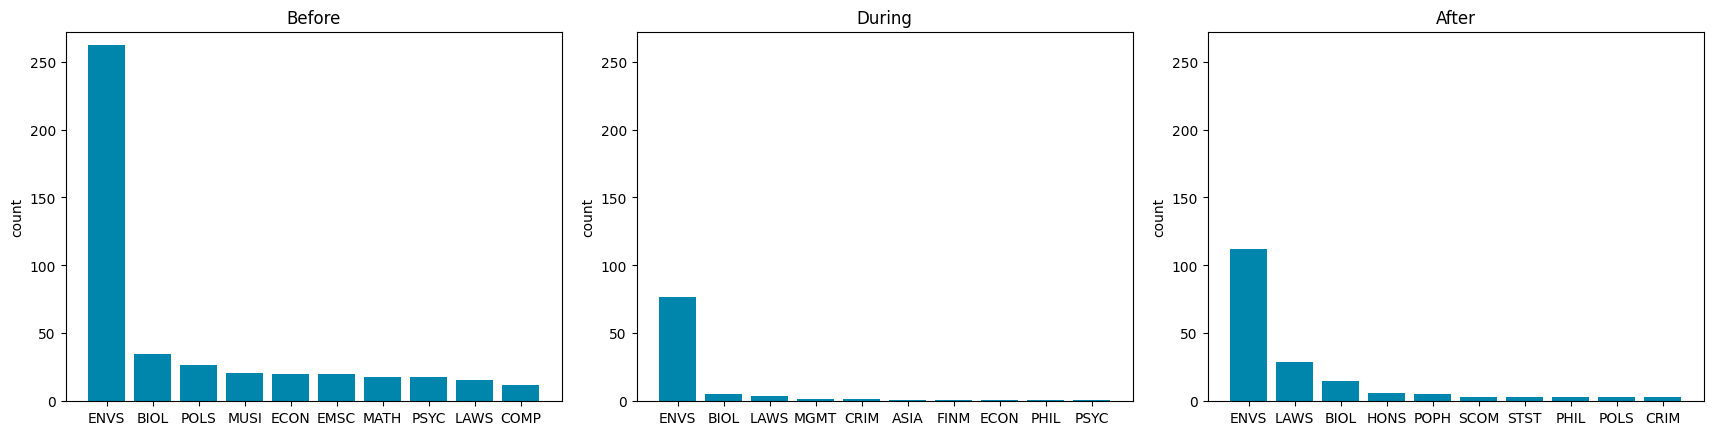 Before
count
250
200
150
100
50
0
ENVS BIOL POLS MUSI ECON EMSC MATH PSYC LAWS COMP
During
count
250
200
150
100
50
0
ENVS BIOL LAWS MGMT CRIM ASIA FINM ECON PHIL PSYC
After
count
250
200
150
100
50
0
ENVS LAWS BIOL HONS POPH SCOM STST PHIL POLS CRIM